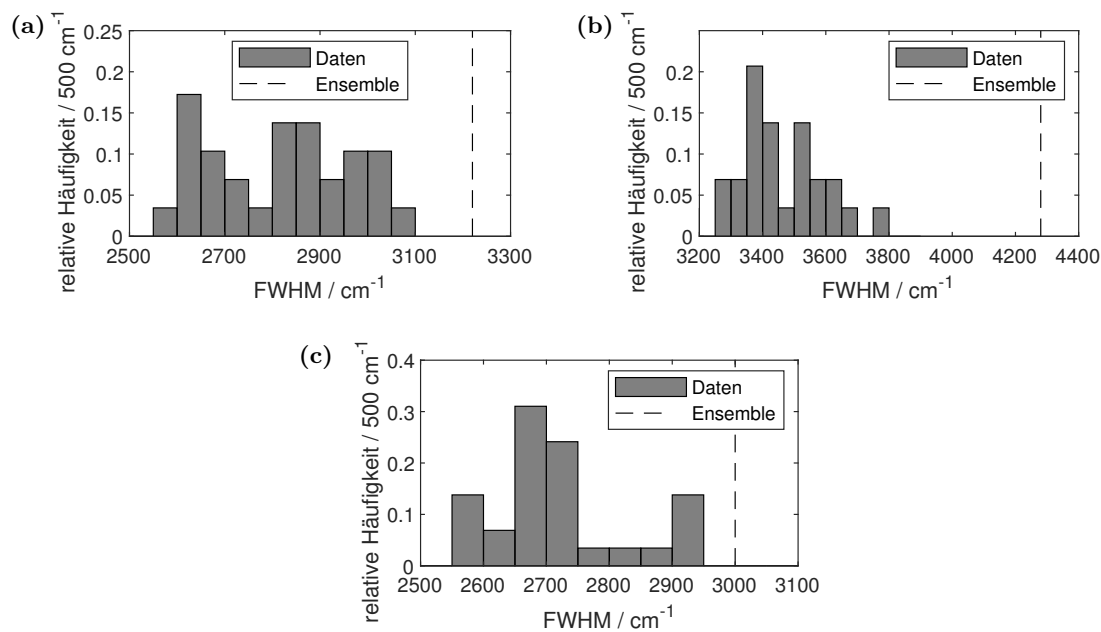 (a)
relative Häufigkeit / 500 cm⁻¹
0.25
0.2
0.15
0.1
0.05
0
Daten
Ensemble
2500 2700 2900 3100 3300
FWHM / cm⁻¹
(b)
relative Häufigkeit / 500 cm⁻¹
0.2
0.15
0.1
0.05
0
Daten
Ensemble
3200 3400 3600 3800 4000 4200 4400
FWHM / cm⁻¹
(c)
relative Häufigkeit / 500 cm⁻¹
0.4
0.3
0.2
0.1
0
Daten
Ensemble
2500 2600 2700 2800 2900 3000 3100
FWHM / cm⁻¹